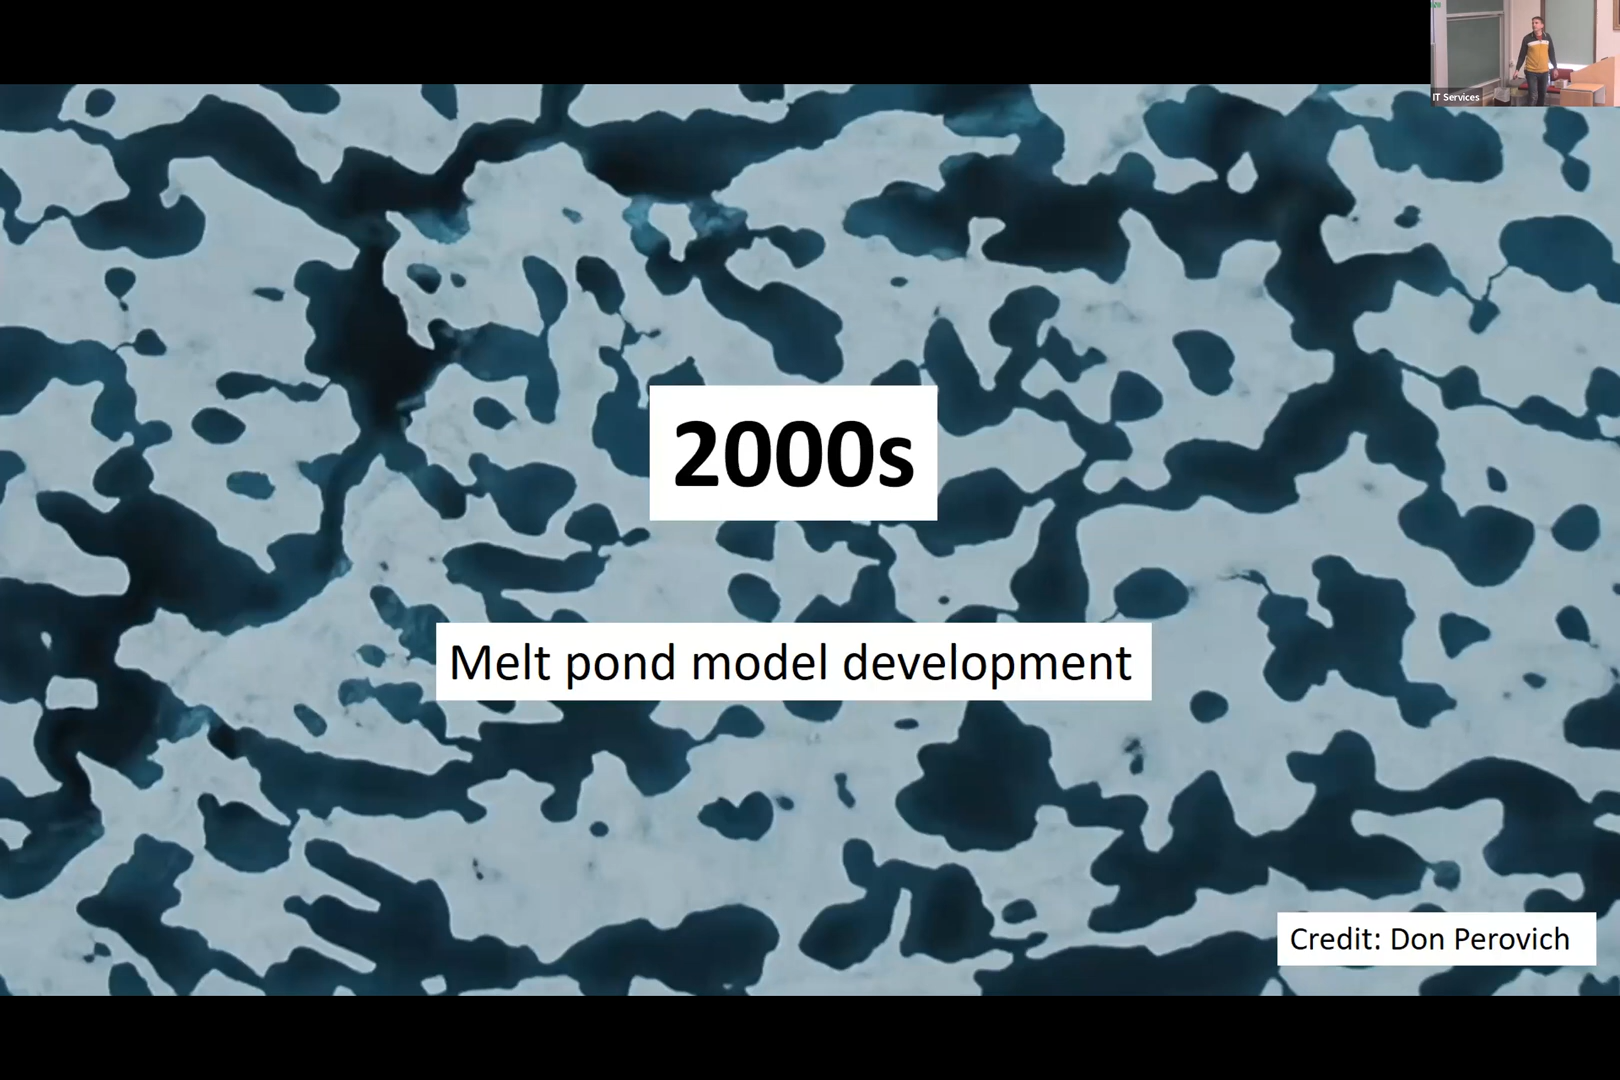 IT Services
2000s
Melt pond model development
Credit: Don Perovich